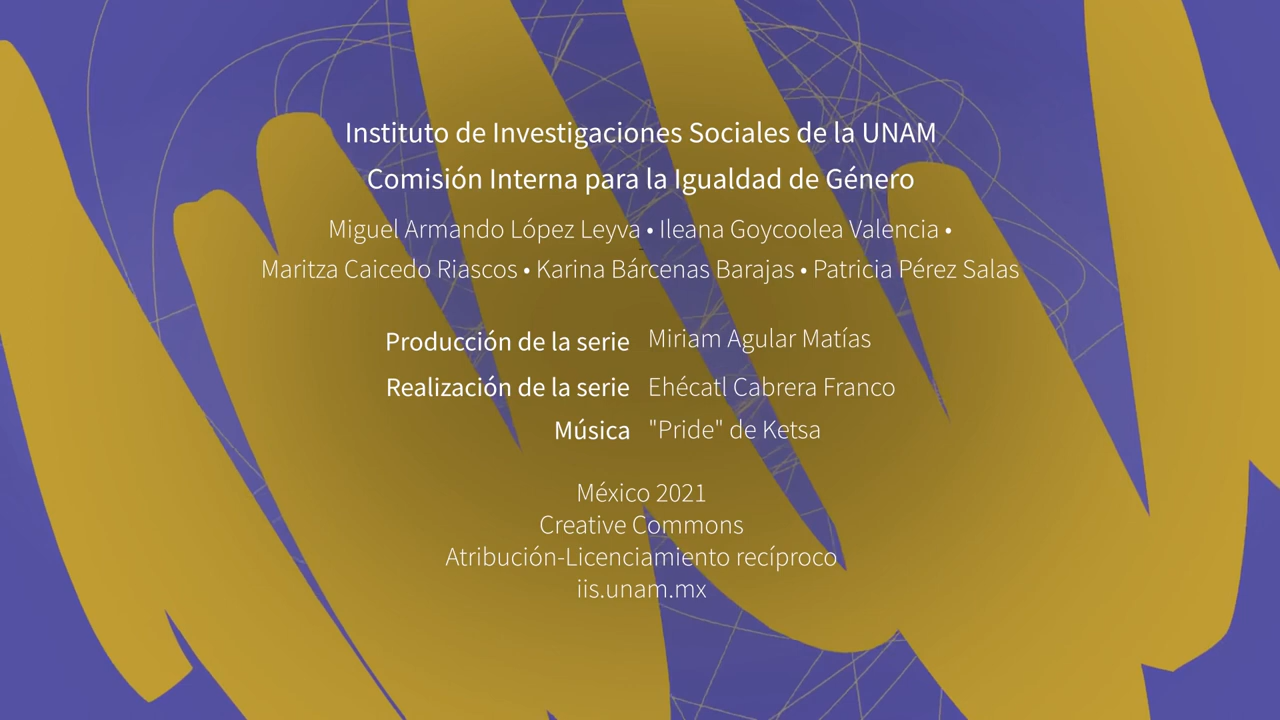 Instituto de Investigaciones Sociales de la UNAM
Comisión Interna para la Igualdad de Género
Miguel Armando López Leyva • Ileana Goycoolea Valencia •
Maritza Caicedo Riascos • Karina Bárcenas Barajas • Patricia Pérez Salas
Producción de la serie Miriam Agular Matías
Realización de la serie Ehécatl Cabrera Franco
Música "Pride" de Ketsa
México 2021
Creative Commons
Atribución-Licenciamiento recíproco
iis.unam.mx